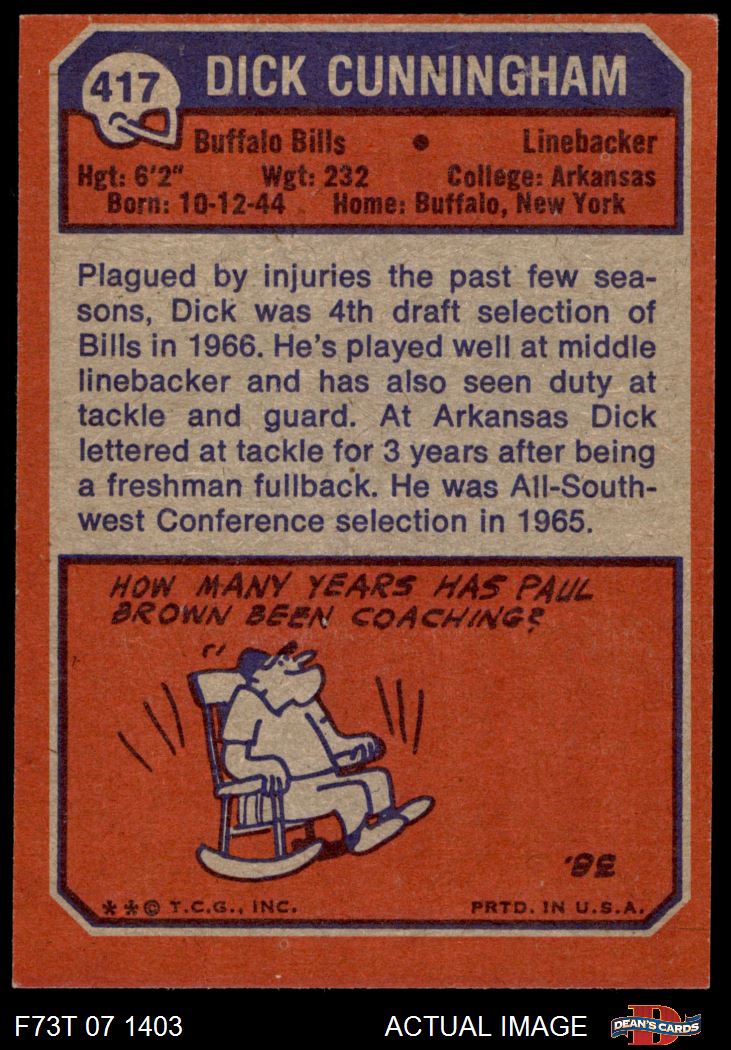 417
DICK CUNNINGHAM
Buffalo Bills • Linebacker
Hgt: 6'2" Wgt: 232 College: Arkansas
Born: 10-12-44 Home: Buffalo, New York
Plagued by injuries the past few sea-
sons, Dick was 4th draft selection of
Bills in 1966. He's played well at middle
linebacker and has also seen duty at
tackle and guard. At Arkansas Dick
lettered at tackle for 3 years after being
a freshman fullback. He was All-South-
west Conference selection in 1965.
HOW MANY YEARS HAS PAUL
BROWN BEEN COACHING?
38.
** © T.C.G., INC. PRTD. IN U.S.A.
F73T 07 1403 ACTUAL IMAGE
DEAN'S CARDS